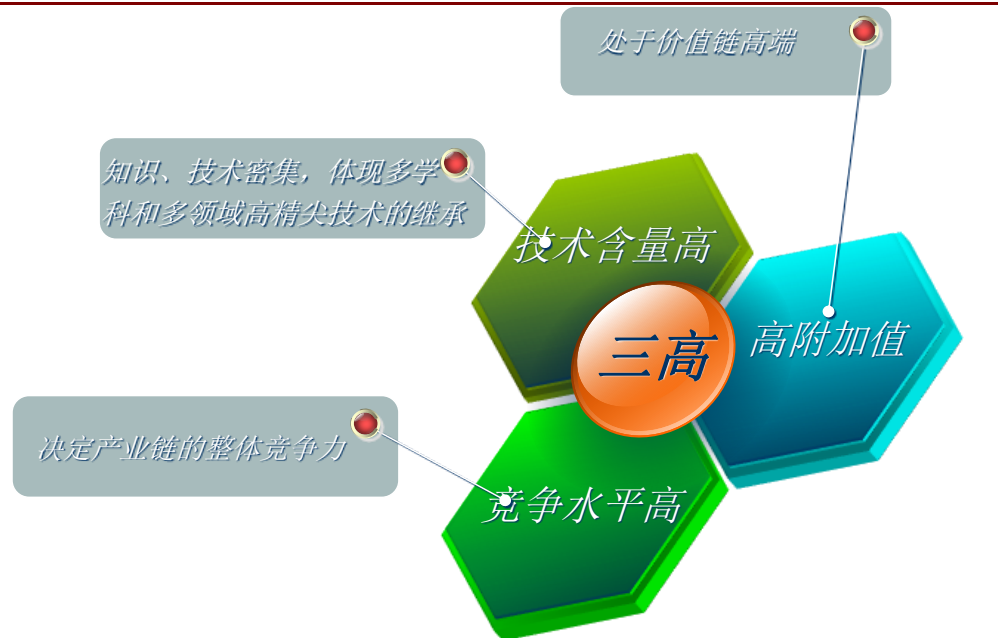 处于价值链高端
知识、技术密集，体现多学
科和多领域高精尖技术的继承
技术含量高
三高
高附加值
决定产业链的整体竞争力
竞争水平高